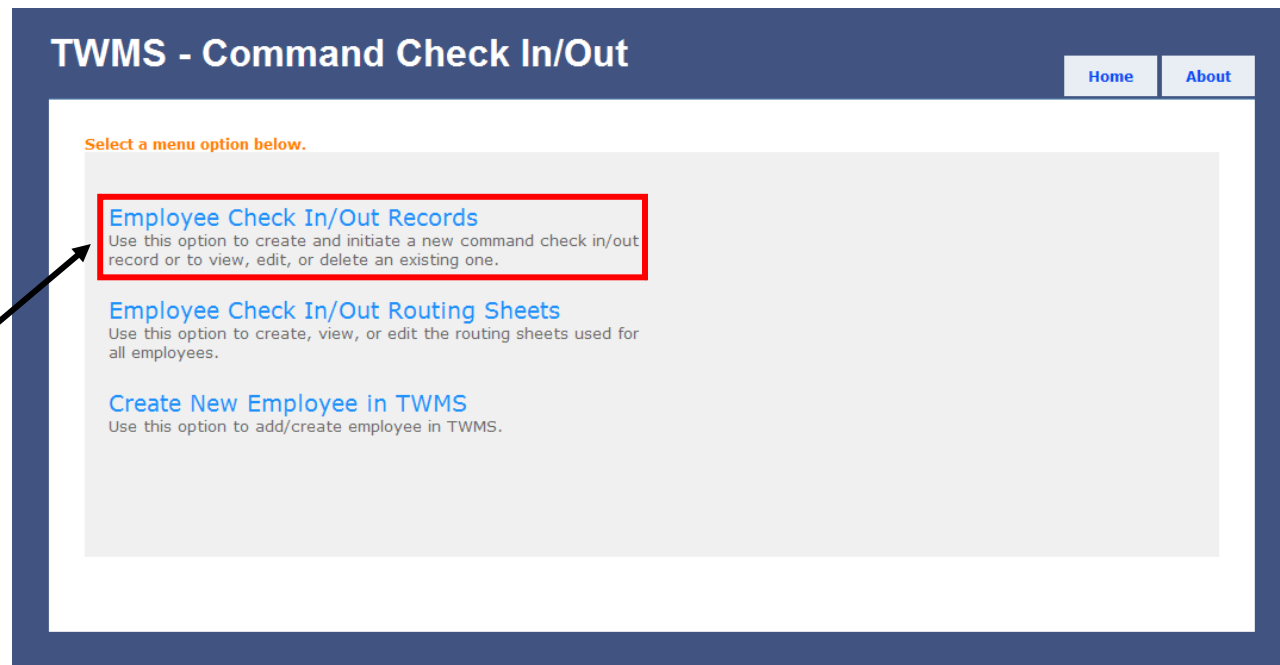 TWMS - Command Check In/Out
Home
About
Select a menu option below.
Employee Check In/Out Records
Use this option to create and initiate a new command check in/out
record or to view, edit, or delete an existing one.
Employee Check In/Out Routing Sheets
Use this option to create, view, or edit the routing sheets used for
all employees.
Create New Employee in TWMS
Use this option to add/create employee in TWMS.